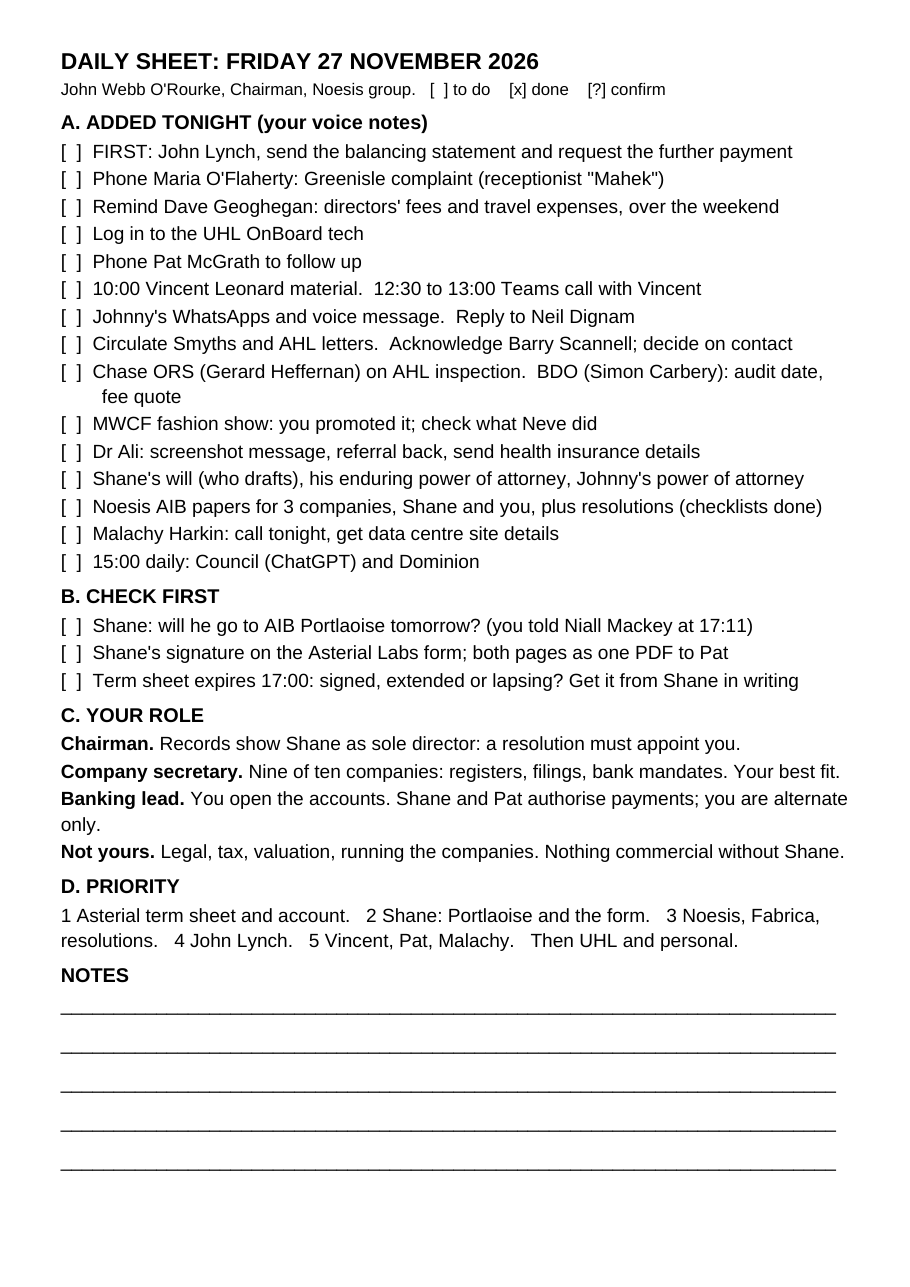 DAILY SHEET: FRIDAY 27 NOVEMBER 2026
John Webb O'Rourke, Chairman, Noesis group. [ ] to do [x] done [?] confirm
A. ADDED TONIGHT (your voice notes)
[ ] FIRST: John Lynch, send the balancing statement and request the further payment
[ ] Phone Maria O'Flaherty: Greenisle complaint (receptionist "Mahek")
[ ] Remind Dave Geoghegan: directors' fees and travel expenses, over the weekend
[ ] Log in to the UHL OnBoard tech
[ ] Phone Pat McGrath to follow up
[ ] 10:00 Vincent Leonard material. 12:30 to 13:00 Teams call with Vincent
[ ] Johnny's WhatsApps and voice message. Reply to Neil Dignam
[ ] Circulate Smyths and AHL letters. Acknowledge Barry Scannell; decide on contact
[ ] Chase ORS (Gerard Heffernan) on AHL inspection. BDO (Simon Carbery): audit date,
fee quote
[ ] MWCF fashion show: you promoted it; check what Neve did
[ ] Dr Ali: screenshot message, referral back, send health insurance details
[ ] Shane's will (who drafts), his enduring power of attorney, Johnny's power of attorney
[ ] Noesis AIB papers for 3 companies, Shane and you, plus resolutions (checklists done)
[ ] Malachy Harkin: call tonight, get data centre site details
[ ] 15:00 daily: Council (ChatGPT) and Dominion
B. CHECK FIRST
[ ] Shane: will he go to AIB Portlaoise tomorrow? (you told Niall Mackey at 17:11)
[ ] Shane's signature on the Asterial Labs form; both pages as one PDF to Pat
[ ] Term sheet expires 17:00: signed, extended or lapsing? Get it from Shane in writing
C. YOUR ROLE
Chairman. Records show Shane as sole director: a resolution must appoint you.
Company secretary. Nine of ten companies: registers, filings, bank mandates. Your best fit.
Banking lead. You open the accounts. Shane and Pat authorise payments; you are alternate
only.
Not yours. Legal, tax, valuation, running the companies. Nothing commercial without Shane.
D. PRIORITY
1 Asterial term sheet and account. 2 Shane: Portlaoise and the form. 3 Noesis, Fabrica,
resolutions. 4 John Lynch. 5 Vincent, Pat, Malachy. Then UHL and personal.
NOTES